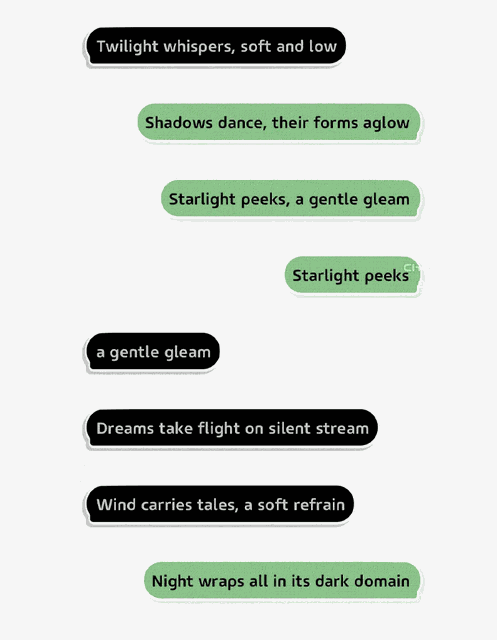 Twilight whispers, soft and low
Shadows dance, their forms aglow
Starlight peeks, a gentle gleam
Starlight peeks
a gentle gleam
Dreams take flight on silent stream
Wind carries tales, a soft refrain
Night wraps all in its dark domain